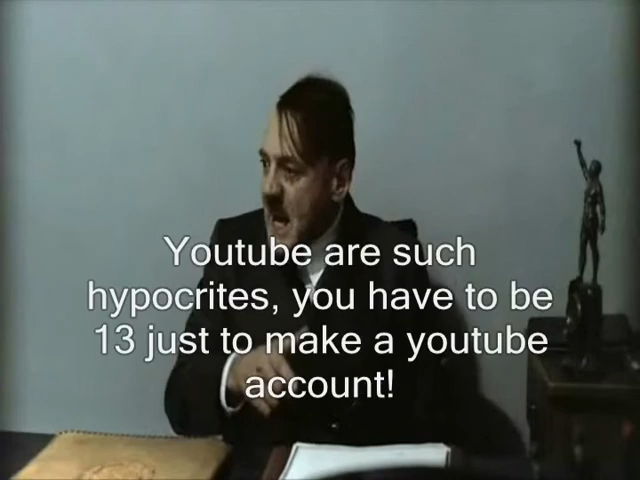 Youtube are such
hypocrites, you have to be
13 just to make a youtube
account!